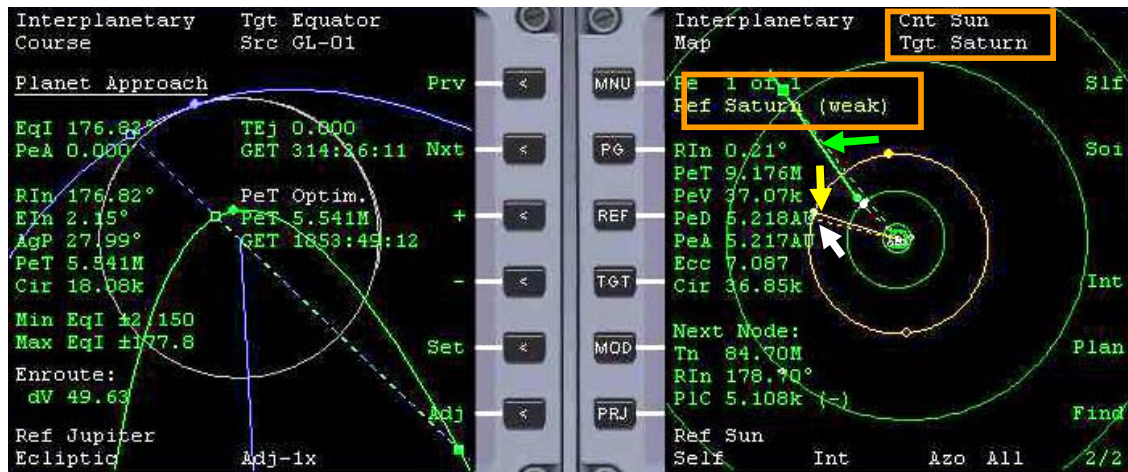 Interplanetary Tgt Equator
Course Src GL-01
Planet Approach Prv
EqI 176.82° TEj 0.000
PeA 0.000 GET 314:26:11 Nxt
RIn 176.82° PeT Optim.
EIn 2.15° PeT 5.541M +
AgP 27.99° GET 1853:49:12
PeT 5.541M
Cir 18.08k -
Min EqI ±2.150
Max EqI ±177.8 Set
Enroute:
dV 49.63 Adj
Ref Jupiter
Ecliptic Adj-1x
< MNU
< PG
< REF
< TGT
< MOD
< PRJ
Interplanetary Cnt Sun
Map Tgt Saturn
Pe 1 of 1 Slf
Ref Saturn (weak)
RIn 0.21° Soi
PeT 9.176M
PeV 37.07k
PeD 5.218AU
PeA 5.217AU
Ecc 7.087
Cir 36.85k Int
Next Node:
Tn 84.70M Plan
RIn 178.70°
PlC 5.108k (-) Find
Ref Sun
Self Int Azo All 2/2